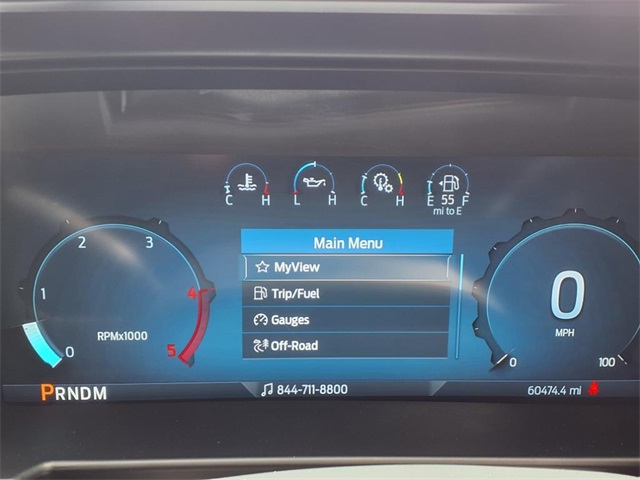 C H
L H
C H
E 55 F
mi to E
Main Menu
MyView
Trip/Fuel
Gauges
Off-Road
0
1
2
3
4
5
RPMx1000
0
MPH
0
100
PRNDM
844-711-8800
60474.4 mi